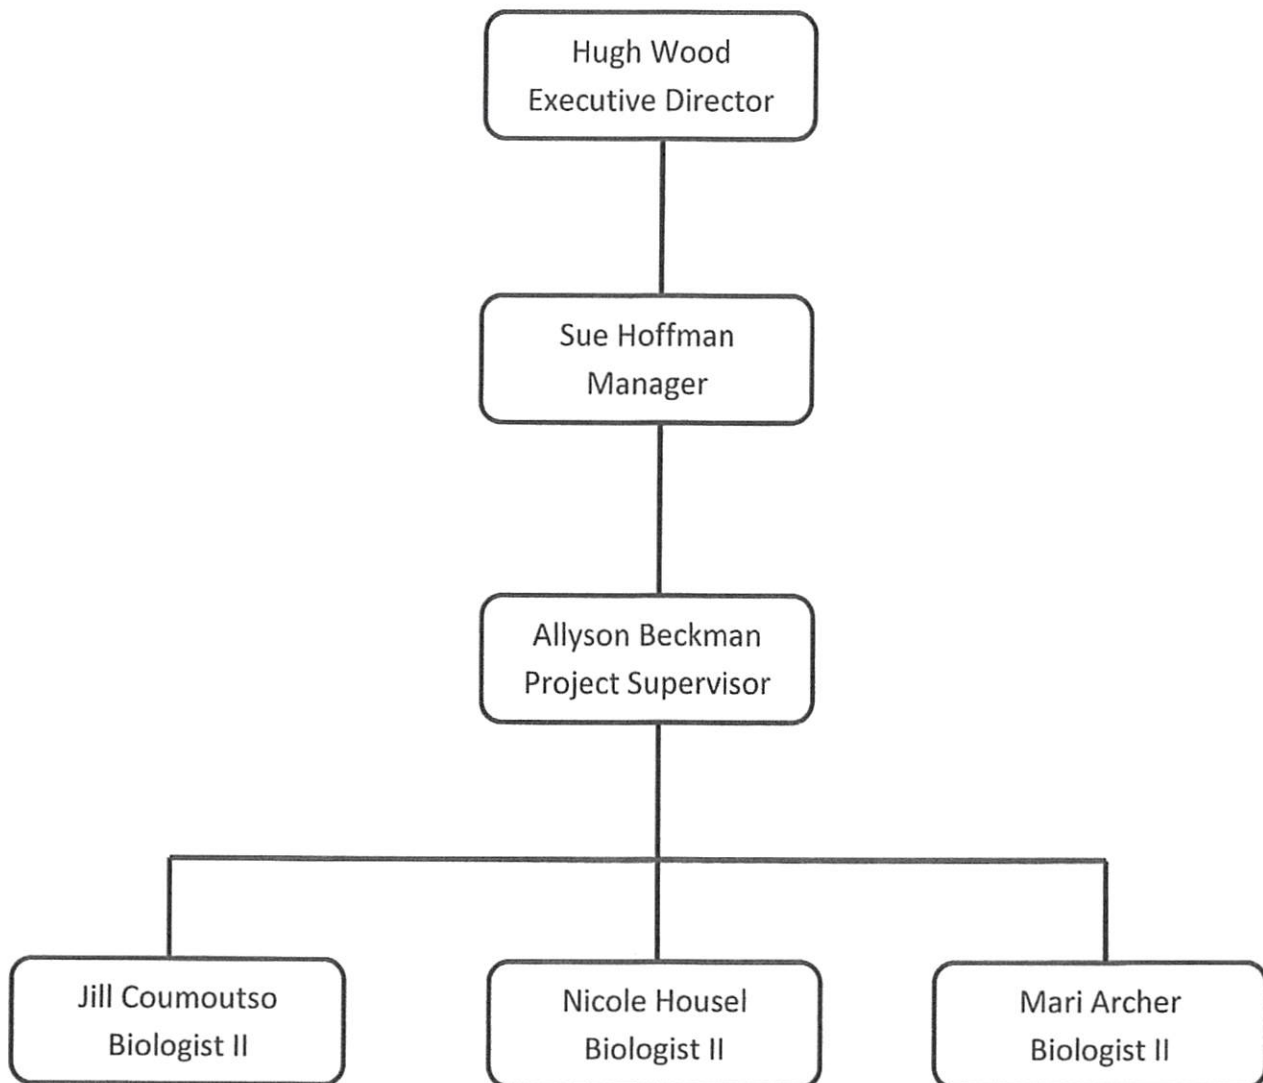 Hugh Wood
Executive Director
Sue Hoffman
Manager
Allyson Beckman
Project Supervisor
Jill Coumoutso
Biologist II
Nicole Housel
Biologist II
Mari Archer
Biologist II